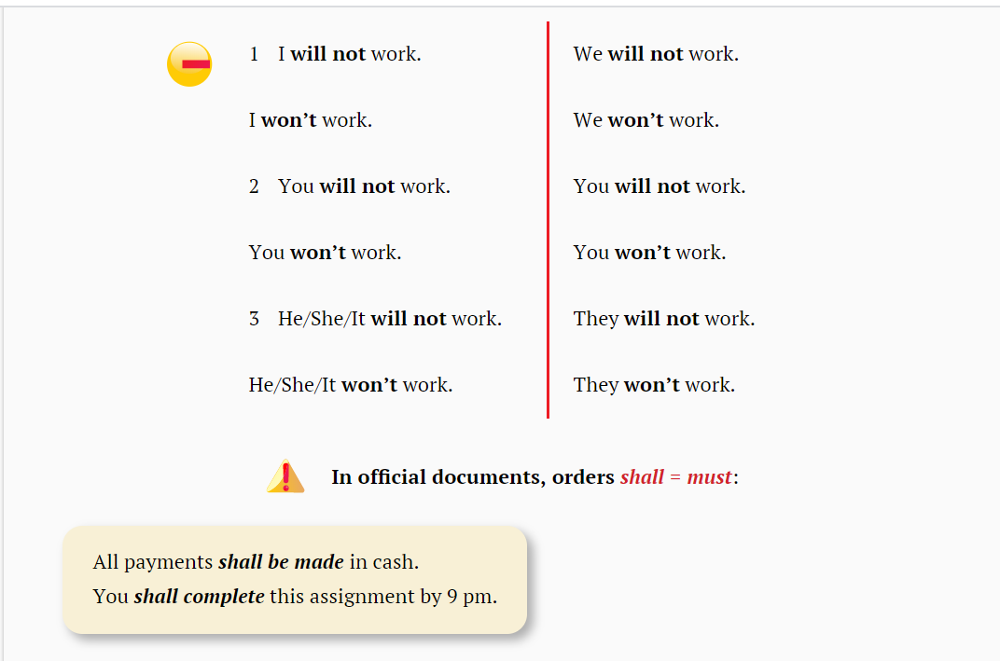 1 I will not work.
We will not work.
I won’t work.
We won’t work.
2 You will not work.
You will not work.
You won’t work.
You won’t work.
3 He/She/It will not work.
They will not work.
He/She/It won’t work.
They won’t work.
In official documents, orders shall = must:
All payments shall be made in cash.
You shall complete this assignment by 9 pm.